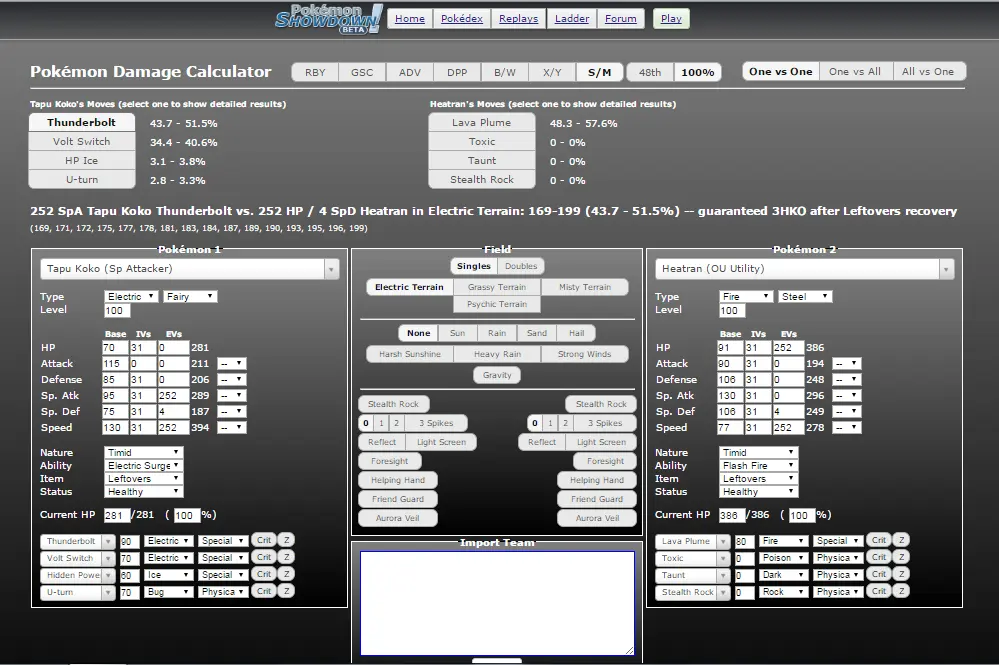 Pokémon SHOWDOWN! BETA Home Pokédex Replays Ladder Forum Play
Pokémon Damage Calculator RBY GSC ADV DPP B/W X/Y S/M 48th 100% One vs One One vs All All vs One
Tapu Koko's Moves (select one to show detailed results) Heatran's Moves (select one to show detailed results)
Thunderbolt 43.7 - 51.5% Lava Plume 48.3 - 57.6%
Volt Switch 34.4 - 40.6% Toxic 0 - 0%
HP Ice 3.1 - 3.8% Taunt 0 - 0%
U-turn 2.8 - 3.3% Stealth Rock 0 - 0%
252 SpA Tapu Koko Thunderbolt vs. 252 HP / 4 SpD Heatran in Electric Terrain: 169-199 (43.7 - 51.5%) -- guaranteed 3HKO after Leftovers recovery
(169, 171, 172, 175, 177, 178, 181, 183, 184, 187, 189, 190, 193, 195, 196, 199)
Pokémon 1
Tapu Koko (Sp Attacker)
Type Electric Fairy
Level 100
Base IVs EVs
HP 70 31 0 281
Attack 115 0 0 211 --
Defense 85 31 0 206 --
Sp. Atk 95 31 252 289 --
Sp. Def 75 31 4 187 --
Speed 130 31 252 394 --
Nature Timid
Ability Electric Surge
Item Leftovers
Status Healthy
Current HP 281/281 ( 100 %)
Thunderbolt 90 Electric Special Crit Z
Volt Switch 70 Electric Special Crit Z
Hidden Powe 60 Ice Special Crit Z
U-turn 70 Bug Physica Crit Z
Field
Singles Doubles
Electric Terrain Grassy Terrain Misty Terrain
Psychic Terrain
None Sun Rain Sand Hail
Harsh Sunshine Heavy Rain Strong Winds
Gravity
Stealth Rock Stealth Rock
0 1 2 3 Spikes 0 1 2 3 Spikes
Reflect Light Screen Reflect Light Screen
Foresight Foresight
Helping Hand Helping Hand
Friend Guard Friend Guard
Aurora Veil Aurora Veil
Import Team
Pokémon 2
Heatran (OU Utility)
Type Fire Steel
Level 100
Base IVs EVs
HP 91 31 252 386
Attack 90 31 0 194 --
Defense 106 31 0 248 --
Sp. Atk 130 31 0 296 --
Sp. Def 106 31 4 249 --
Speed 77 31 252 278 --
Nature Timid
Ability Flash Fire
Item Leftovers
Status Healthy
Current HP 386/386 ( 100 %)
Lava Plume 80 Fire Special Crit Z
Toxic 0 Poison Physica Crit Z
Taunt 0 Dark Physica Crit Z
Stealth Rock 0 Rock Physica Crit Z